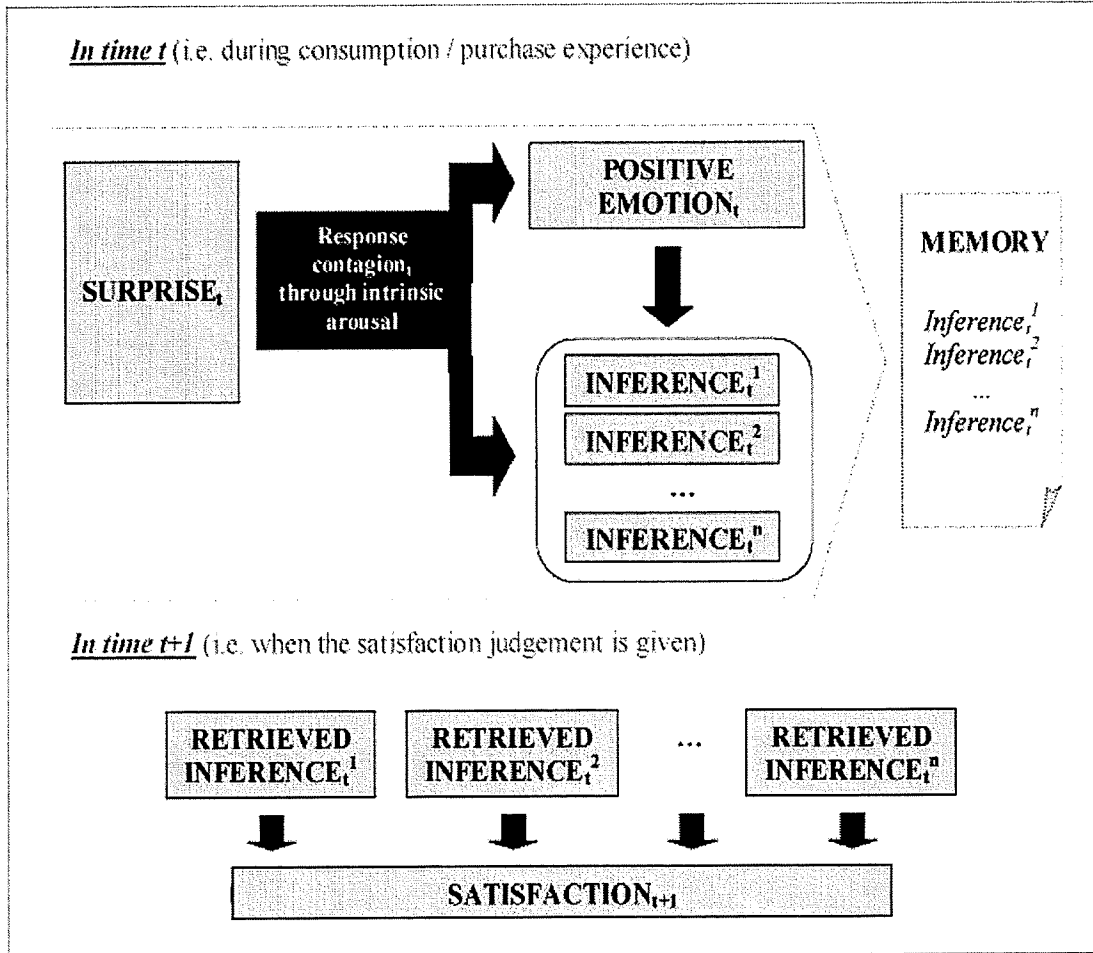 In time t (i.e. during consumption / purchase experience)
SURPRISEₜ
Response
contagion,
through intrinsic
arousal
POSITIVE
EMOTIONₜ
INFERENCEₜ¹
INFERENCEₜ²
...
INFERENCEₜⁿ
MEMORY
Inferenceₜ¹
Inferenceₜ²
...
Inferenceₜⁿ
In time t+1 (i.e. when the satisfaction judgement is given)
RETRIEVED
INFERENCEₜ¹
RETRIEVED
INFERENCEₜ²
...
RETRIEVED
INFERENCEₜⁿ
SATISFACTIONₜ₊₁